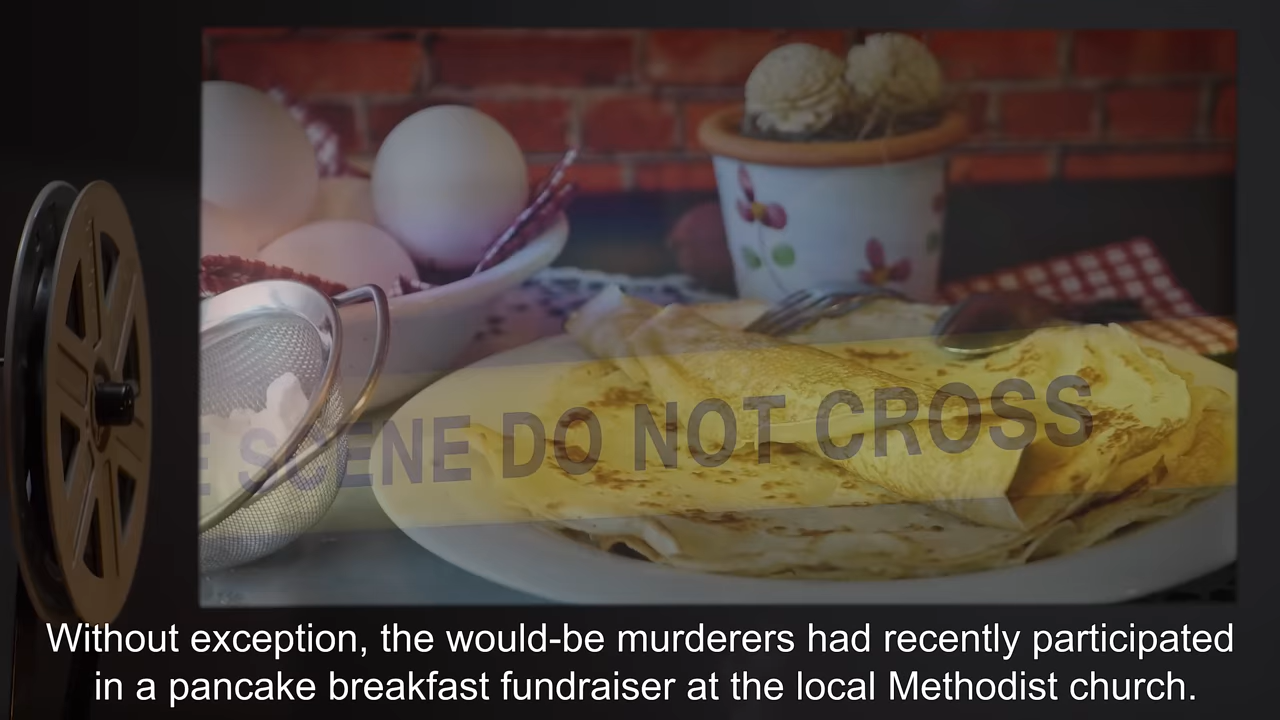 E SCENE DO NOT CROSS
Without exception, the would-be murderers had recently participated
in a pancake breakfast fundraiser at the local Methodist church.